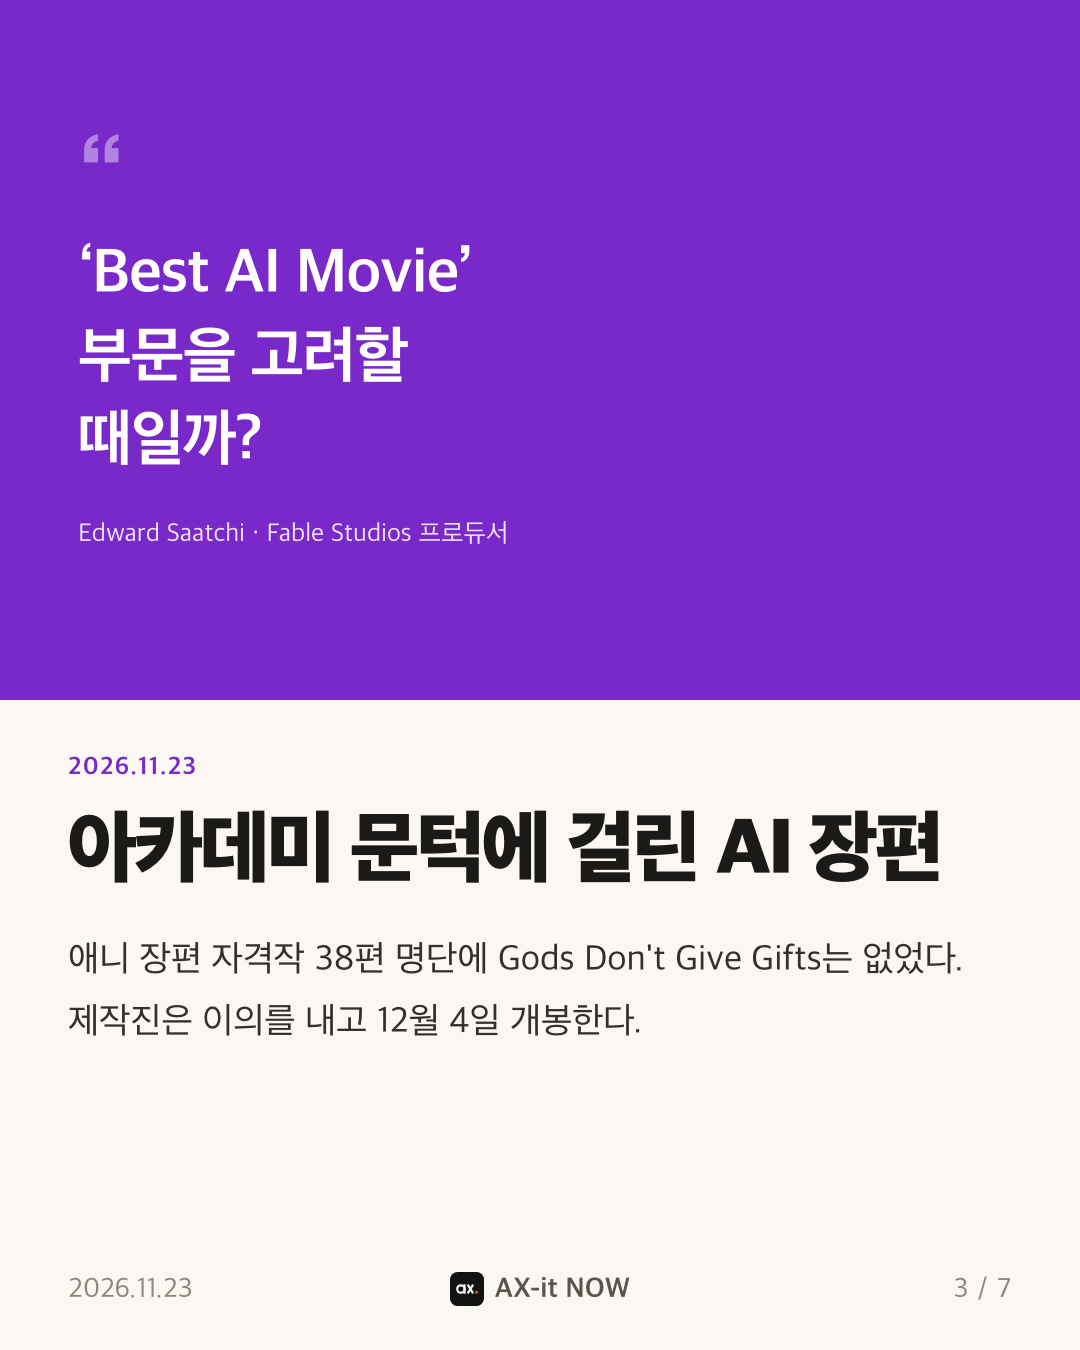 “
‘Best AI Movie’
부문을 고려할
때일까?
Edward Saatchi · Fable Studios 프로듀서
2026.11.23
아카데미 문턱에 걸린 AI 장편
애니 장편 자격작 38편 명단에 Gods Don't Give Gifts는 없었다.
제작진은 이의를 내고 12월 4일 개봉한다.
2026.11.23
ax. AX-it NOW
3 / 7